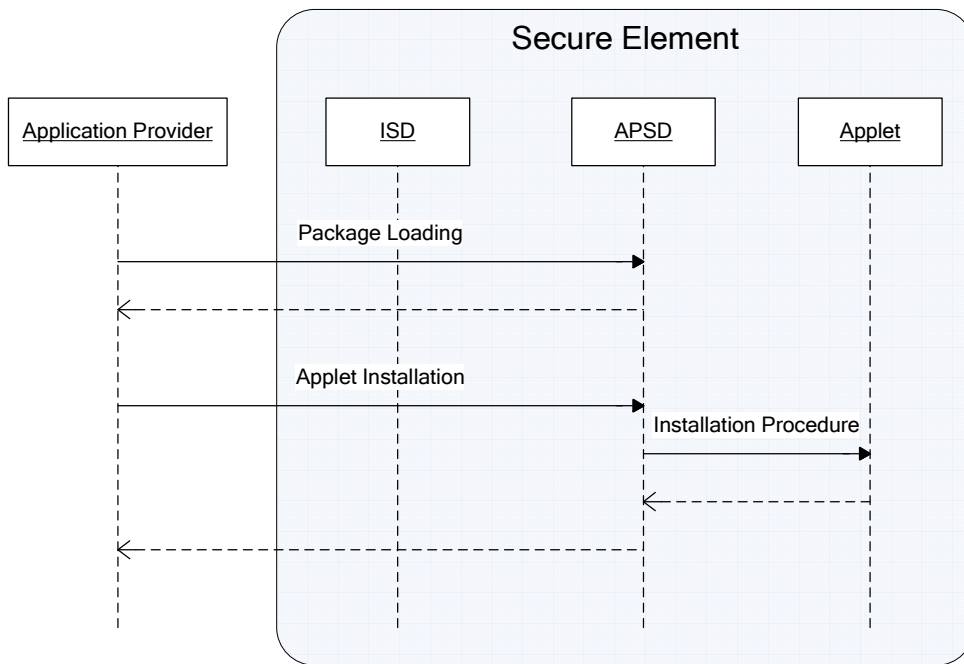 Secure Element
Application Provider
ISD
APSD
Applet
Package Loading
Applet Installation
Installation Procedure